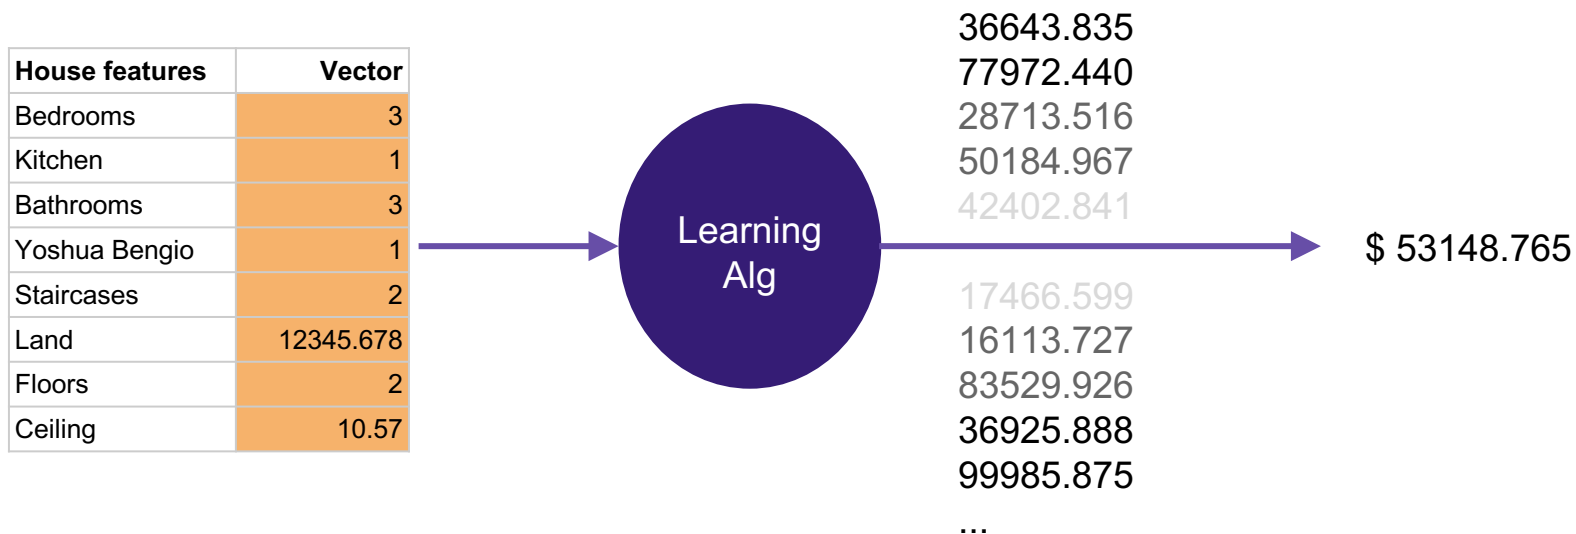 House features Vector
Bedrooms 3
Kitchen 1
Bathrooms 3
Yoshua Bengio 1
Staircases 2
Land 12345.678
Floors 2
Ceiling 10.57
Learning
Alg
36643.835
77972.440
28713.516
50184.967
42402.841
17466.599
16113.727
83529.926
36925.888
99985.875
...
$ 53148.765